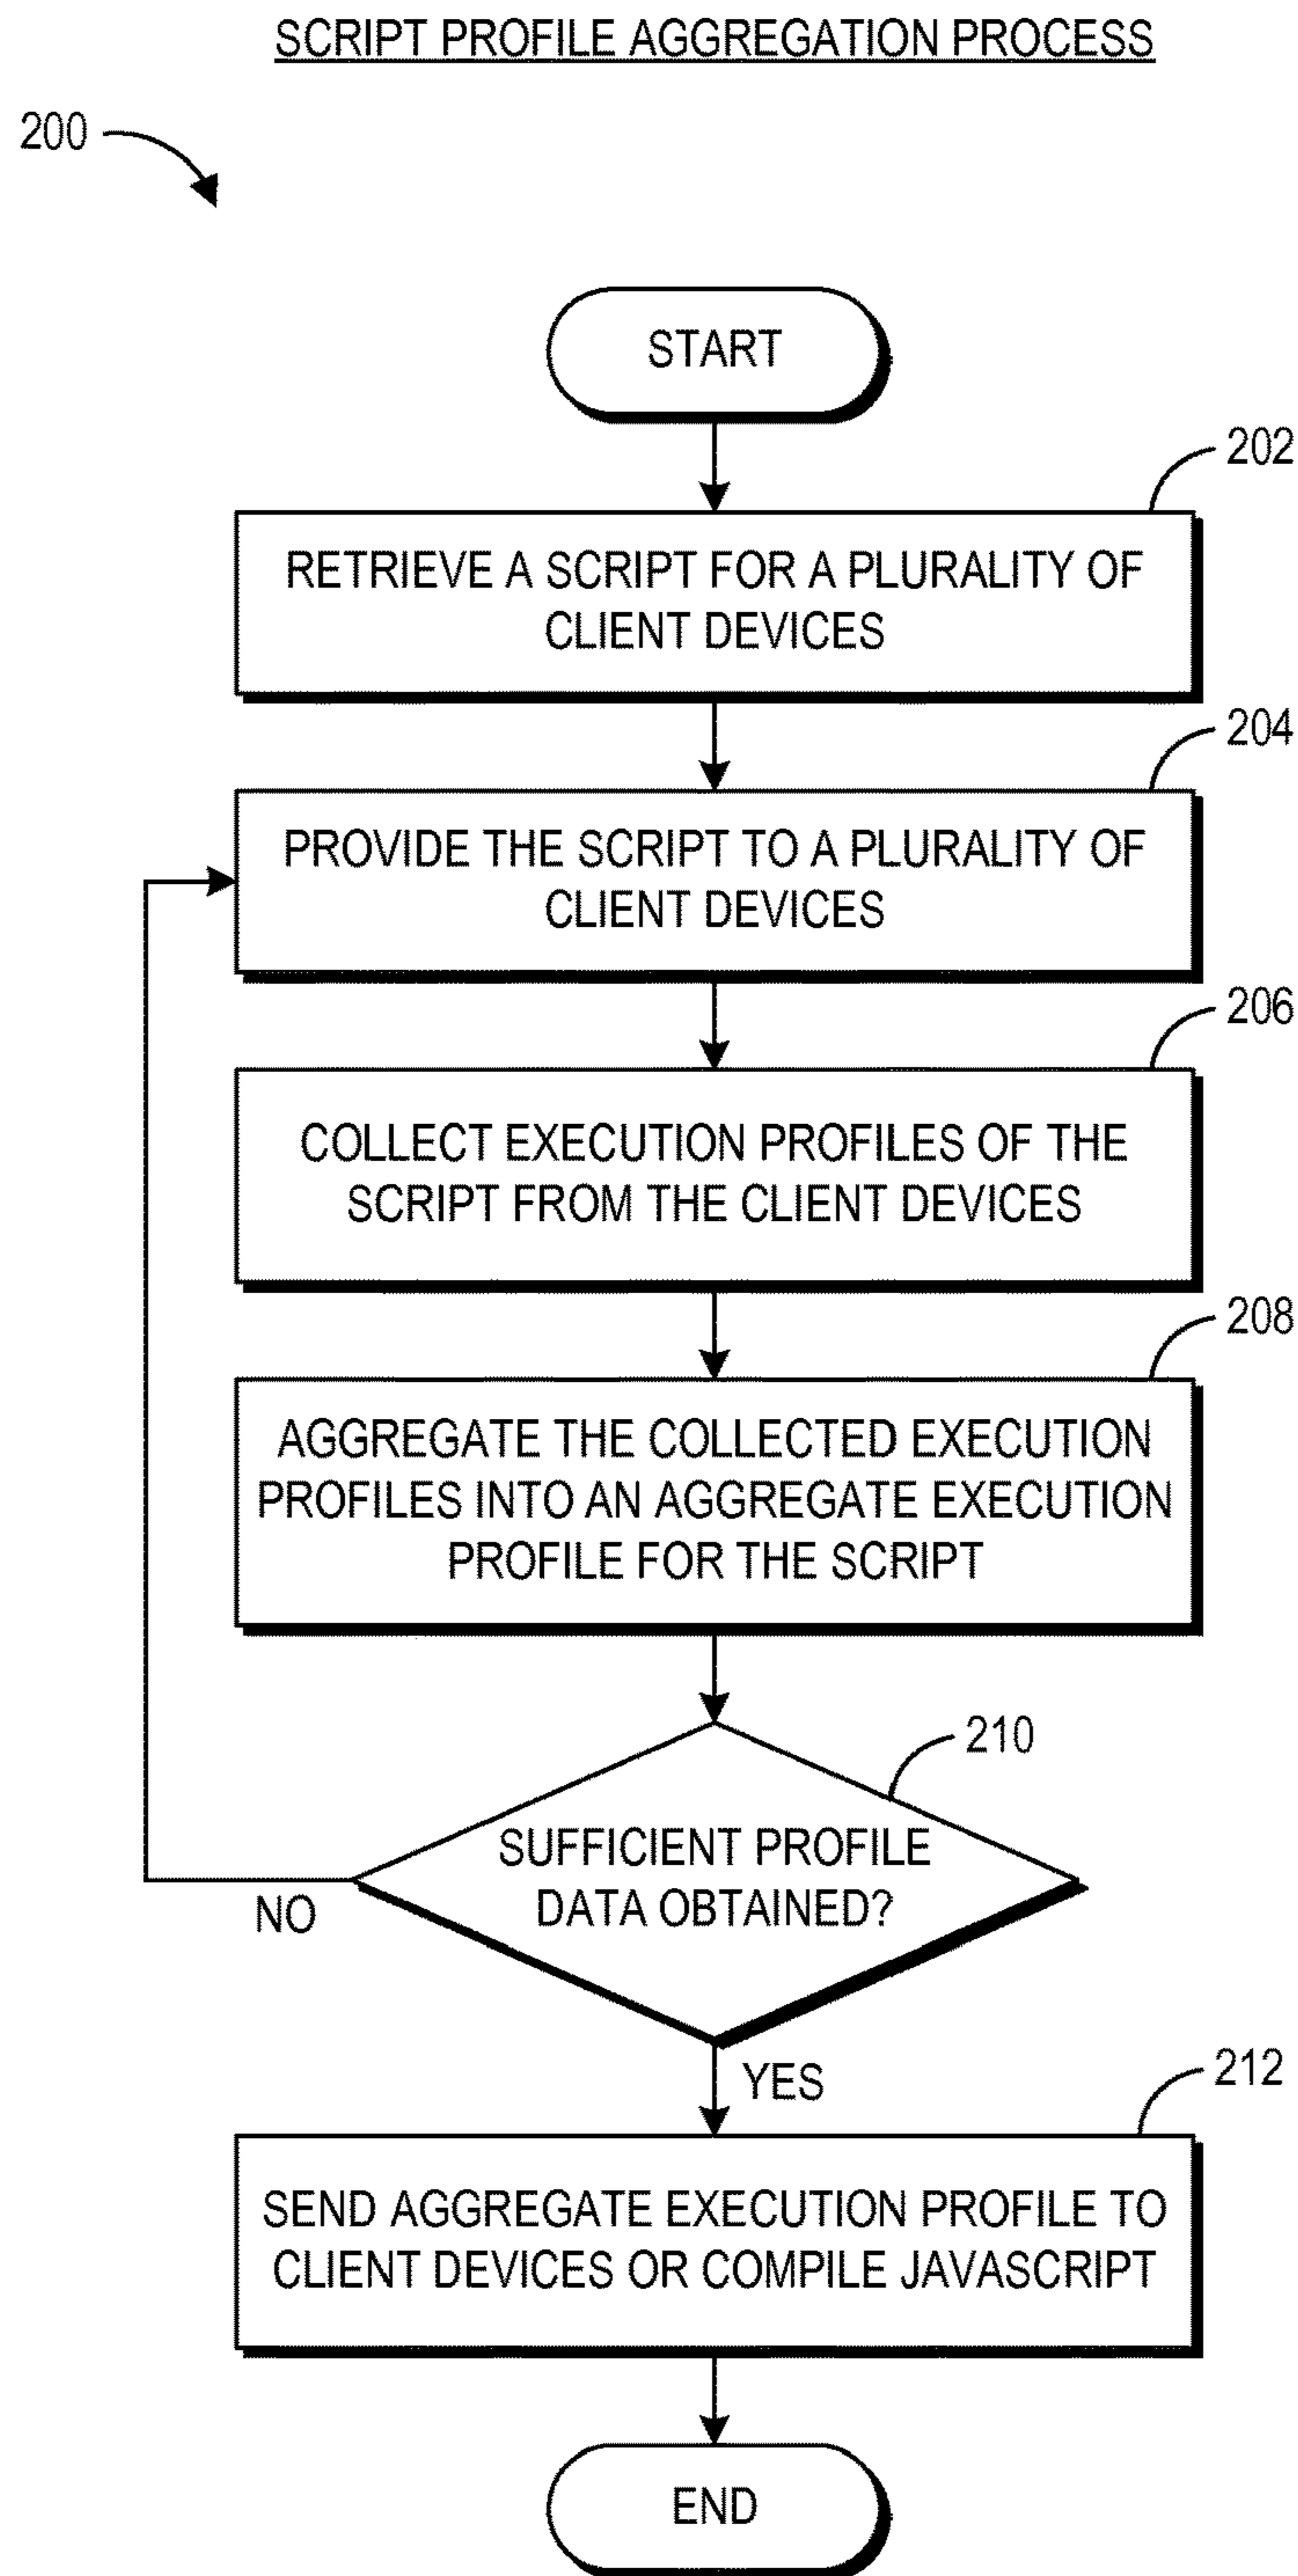 SCRIPT PROFILE AGGREGATION PROCESS
200
START
202
RETRIEVE A SCRIPT FOR A PLURALITY OF
CLIENT DEVICES
204
PROVIDE THE SCRIPT TO A PLURALITY OF
CLIENT DEVICES
206
COLLECT EXECUTION PROFILES OF THE
SCRIPT FROM THE CLIENT DEVICES
208
AGGREGATE THE COLLECTED EXECUTION
PROFILES INTO AN AGGREGATE EXECUTION
PROFILE FOR THE SCRIPT
210
SUFFICIENT PROFILE
DATA OBTAINED?
NO
YES
212
SEND AGGREGATE EXECUTION PROFILE TO
CLIENT DEVICES OR COMPILE JAVASCRIPT
END